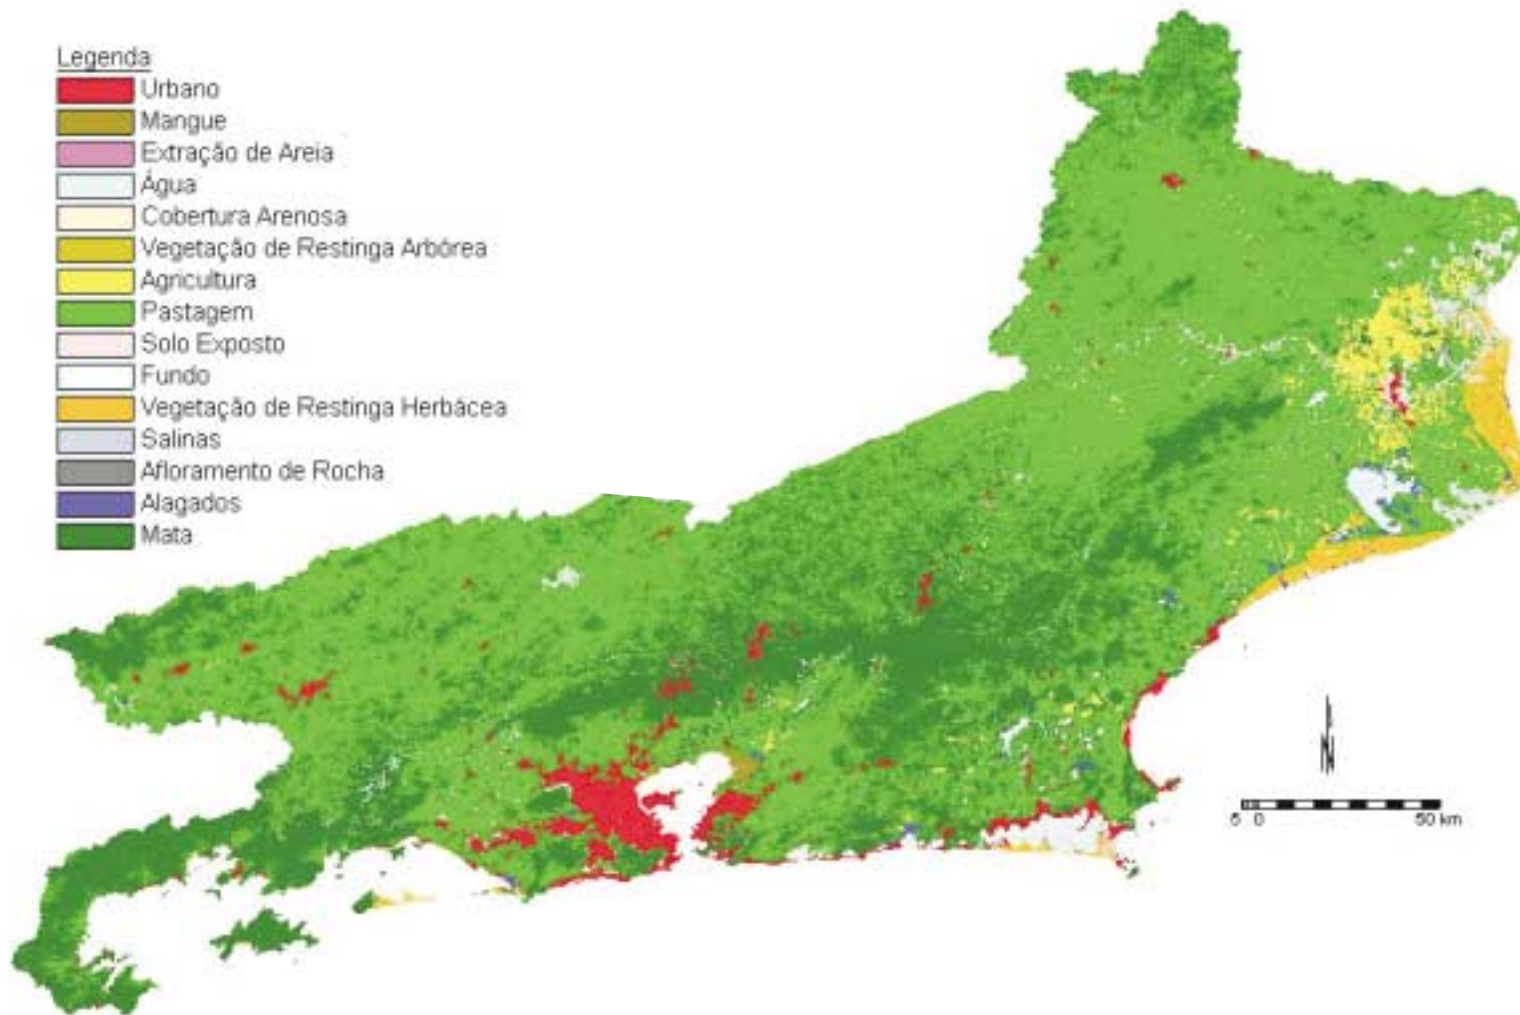 Legenda
Urbano
Mangue
Extração de Areia
Água
Cobertura Arenosa
Vegetação de Restinga Arbórea
Agricultura
Pastagem
Solo Exposto
Fundo
Vegetação de Restinga Herbácea
Salinas
Afloramento de Rocha
Alagados
Mata
N
5 0 50 km